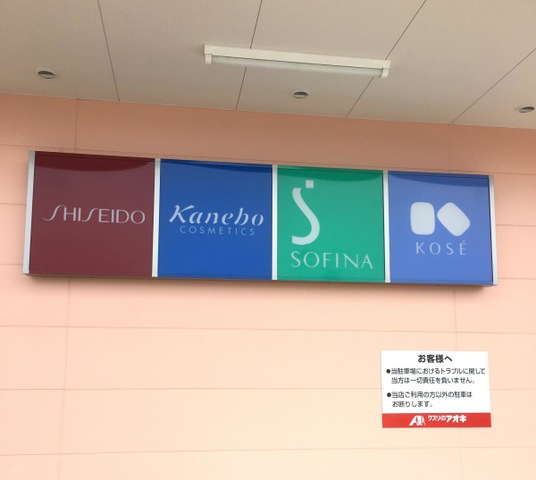 SHISEIDO
Kanebo
COSMETICS
SOFINA
KOSÉ
お客様へ
●当駐車場におけるトラブルに関して
当方は一切責任を負いません。
●当店ご利用の方以外の駐車は
お断りします。
クスリのアオキ